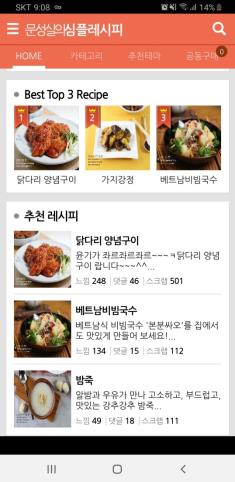 SKT 9:08 14%
문성실의심플레시피
HOME 카테고리 추천테마 공동구매 0
Best Top 3 Recipe
1 2 3
닭다리 양념구이 가지강정 베트남비빔국수
추천 레시피
닭다리 양념구이
윤기가 좌르좌르좌르~~~ㅋ닭다리 양념
구이 랍니다~~~^^...
느낌 248 댓글 46 스크랩 501
베트남비빔국수
베트남식 비빔국수 '분분싸오'를 집에서
도 맛있게 만들어 보세요!...
느낌 134 댓글 15 스크랩 112
밤죽
알밤과 우유가 만나 고소하고, 부드럽고,
맛있는 강추강추 밤죽...
느낌 49 댓글 18 스크랩 111